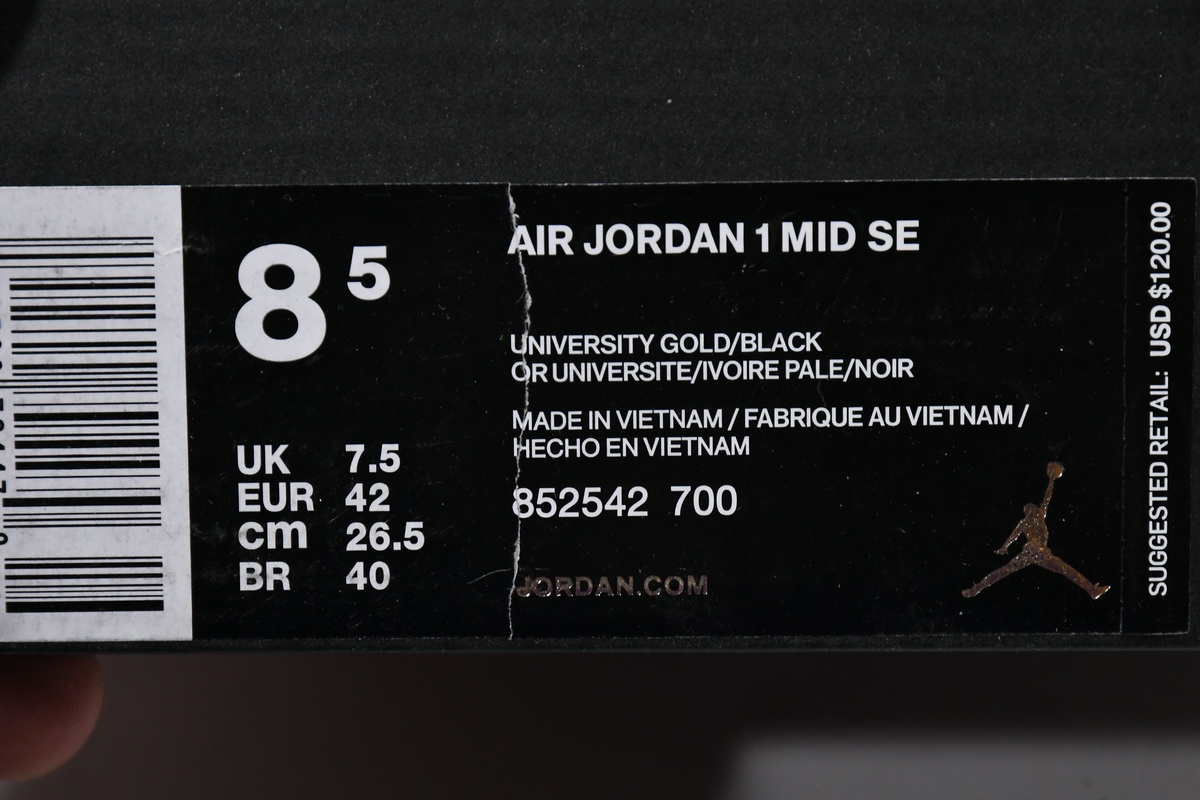 8 5
UK 7.5
EUR 42
cm 26.5
BR 40
AIR JORDAN 1 MID SE
UNIVERSITY GOLD/BLACK
OR UNIVERSITE/IVOIRE PALE/NOIR
MADE IN VIETNAM / FABRIQUE AU VIETNAM /
HECHO EN VIETNAM
852542 700
JORDAN.COM
SUGGESTED RETAIL: USD $120.00